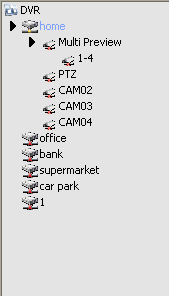 DVR
home
Multi Preview
1-4
PTZ
CAM02
CAM03
CAM04
office
bank
supermarket
car park
1